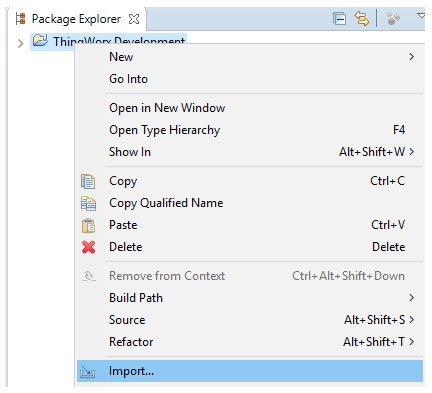 Package Explorer
ThingWorx Development
New
Go Into
Open in New Window
Open Type Hierarchy F4
Show In Alt+Shift+W
Copy Ctrl+C
Copy Qualified Name
Paste Ctrl+V
Delete Delete
Remove from Context Ctrl+Alt+Shift+Down
Build Path
Source Alt+Shift+S
Refactor Alt+Shift+T
Import...